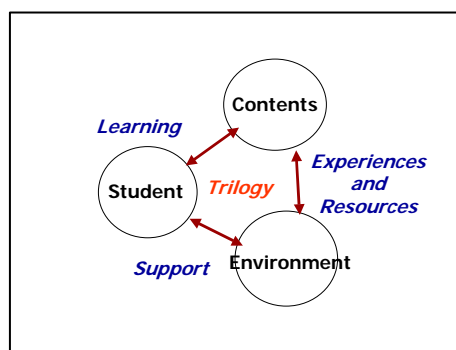 Contents
Learning
Experiences
and
Resources
Student
Trilogy
Support
Environment